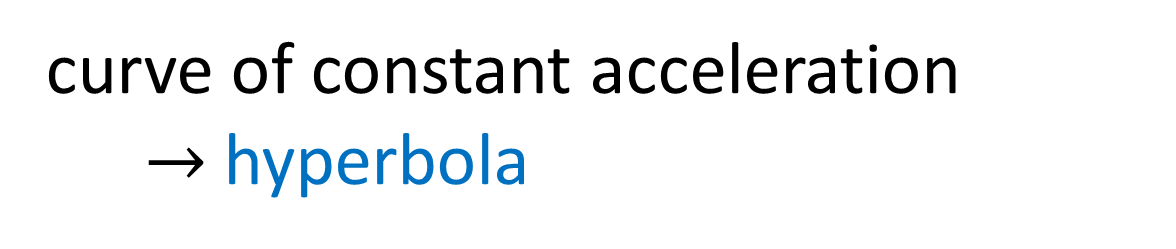 curve of constant acceleration
→ hyperbola